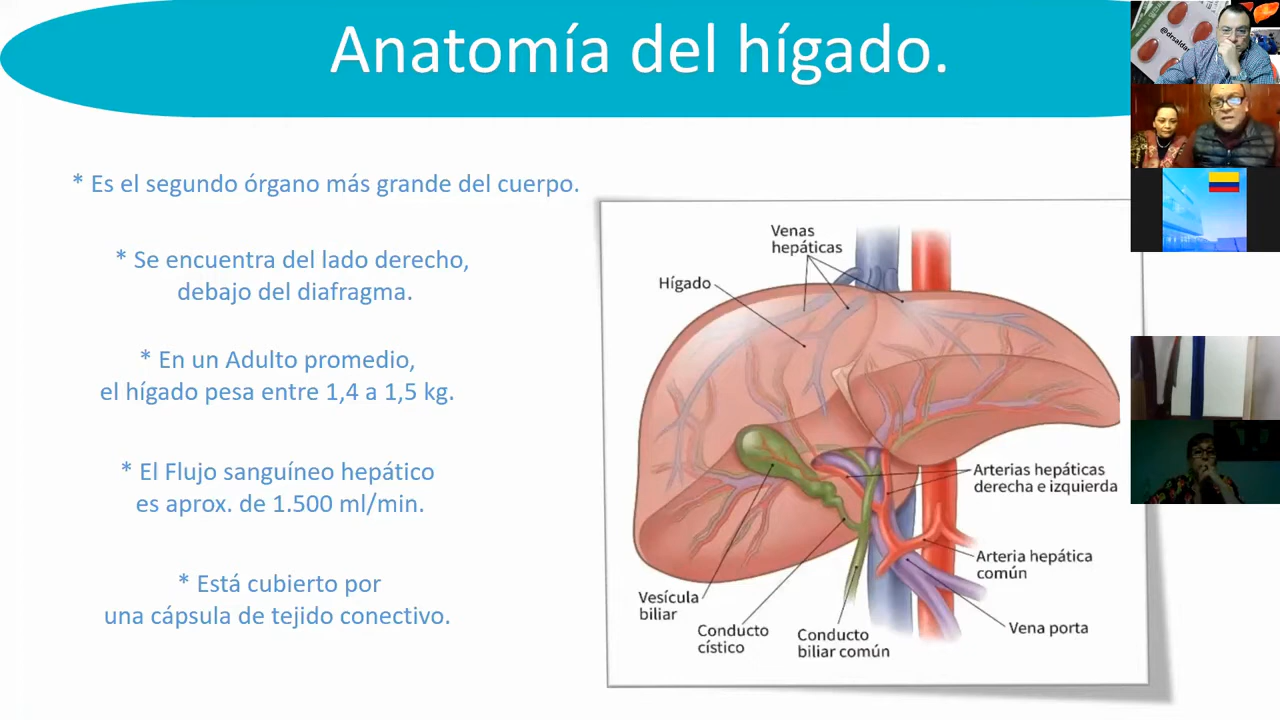 Anatomía del hígado.
* Es el segundo órgano más grande del cuerpo.
* Se encuentra del lado derecho,
debajo del diafragma.
* En un Adulto promedio,
el hígado pesa entre 1,4 a 1,5 kg.
* El Flujo sanguíneo hepático
es aprox. de 1.500 ml/min.
* Está cubierto por
una cápsula de tejido conectivo.
Venas
hepáticas
Hígado
Arterias hepáticas
derecha e izquierda
Arteria hepática
común
Vena porta
Vesícula
biliar
Conducto
cístico
Conducto
biliar común